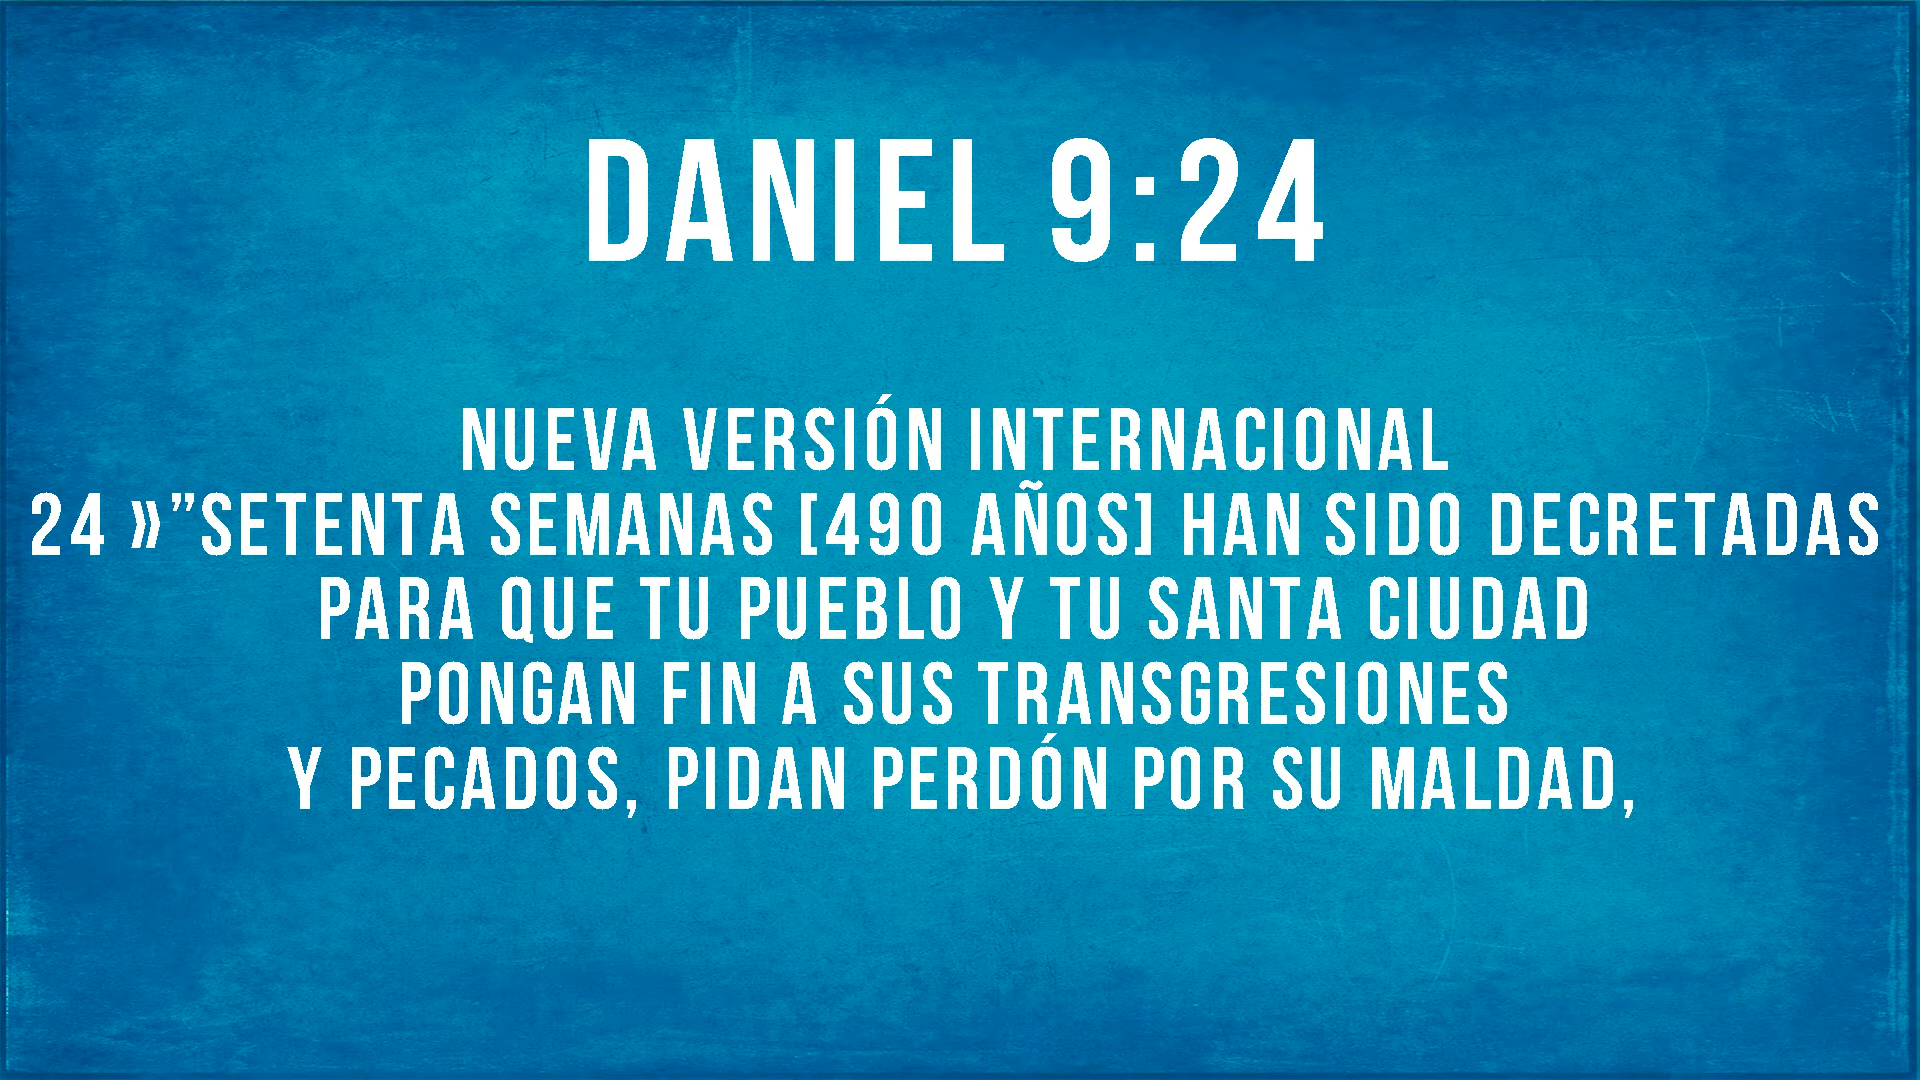 DANIEL 9:24
NUEVA VERSIÓN INTERNACIONAL
24 »”SETENTA SEMANAS [490 AÑOS] HAN SIDO DECRETADAS
PARA QUE TU PUEBLO Y TU SANTA CIUDAD
PONGAN FIN A SUS TRANSGRESIONES
Y PECADOS, PIDAN PERDÓN POR SU MALDAD,